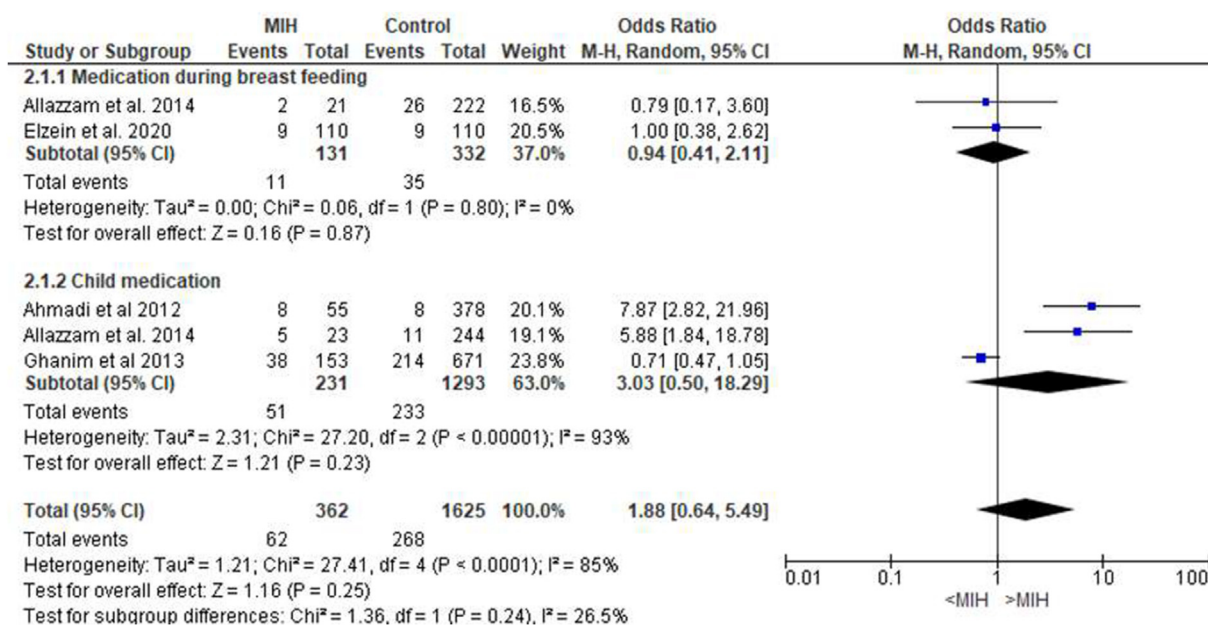 MIH Control Odds Ratio Odds Ratio
Study or Subgroup Events Total Events Total Weight M-H, Random, 95% CI M-H, Random, 95% CI
2.1.1 Medication during breast feeding
Allazzam et al. 2014 2 21 26 222 16.5% 0.79 [0.17, 3.60]
Elzein et al. 2020 9 110 9 110 20.5% 1.00 [0.38, 2.62]
Subtotal (95% CI) 131 332 37.0% 0.94 [0.41, 2.11]
Total events 11 35
Heterogeneity: Tau² = 0.00; Chi² = 0.06, df = 1 (P = 0.80); I² = 0%
Test for overall effect: Z = 0.16 (P = 0.87)
2.1.2 Child medication
Ahmadi et al 2012 8 55 8 378 20.1% 7.87 [2.82, 21.96]
Allazzam et al. 2014 5 23 11 244 19.1% 5.88 [1.84, 18.78]
Ghanim et al 2013 38 153 214 671 23.8% 0.71 [0.47, 1.05]
Subtotal (95% CI) 231 1293 63.0% 3.03 [0.50, 18.29]
Total events 51 233
Heterogeneity: Tau² = 2.31; Chi² = 27.20, df = 2 (P < 0.00001); I² = 93%
Test for overall effect: Z = 1.21 (P = 0.23)
Total (95% CI) 362 1625 100.0% 1.88 [0.64, 5.49]
Total events 62 268
Heterogeneity: Tau² = 1.21; Chi² = 27.41, df = 4 (P < 0.0001); I² = 85%
Test for overall effect: Z = 1.16 (P = 0.25)
Test for subgroup differences: Chi² = 1.36, df = 1 (P = 0.24), I² = 26.5%
0.01 0.1 1 10 100
<MIH >MIH